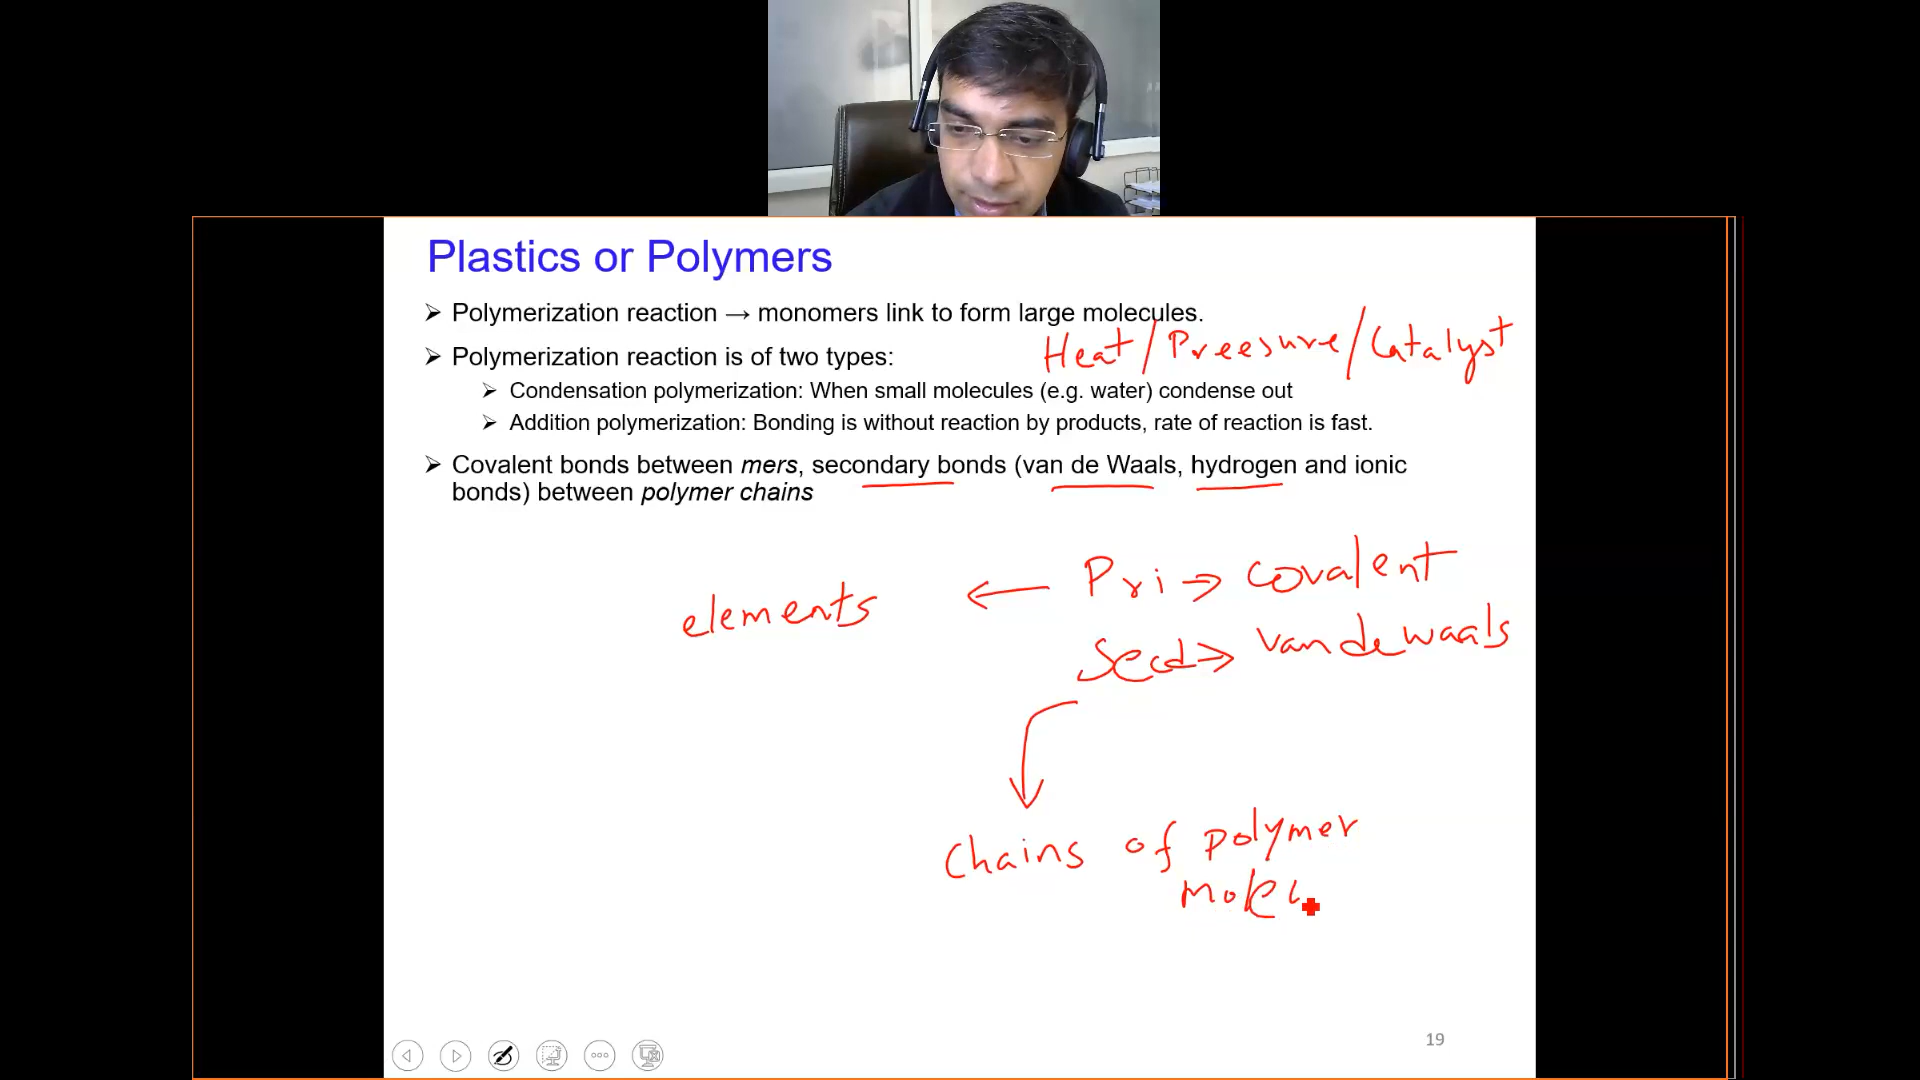 Plastics or Polymers
➤ Polymerization reaction → monomers link to form large molecules.
Heat/Preesure/Catalyst
➤ Polymerization reaction is of two types:
➤ Condensation polymerization: When small molecules (e.g. water) condense out
➤ Addition polymerization: Bonding is without reaction by products, rate of reaction is fast.
➤ Covalent bonds between mers, secondary bonds (van de Waals, hydrogen and ionic
bonds) between polymer chains
elements ← Pri → covalent
Secd → van de waals
Chains of polymer
molec
19